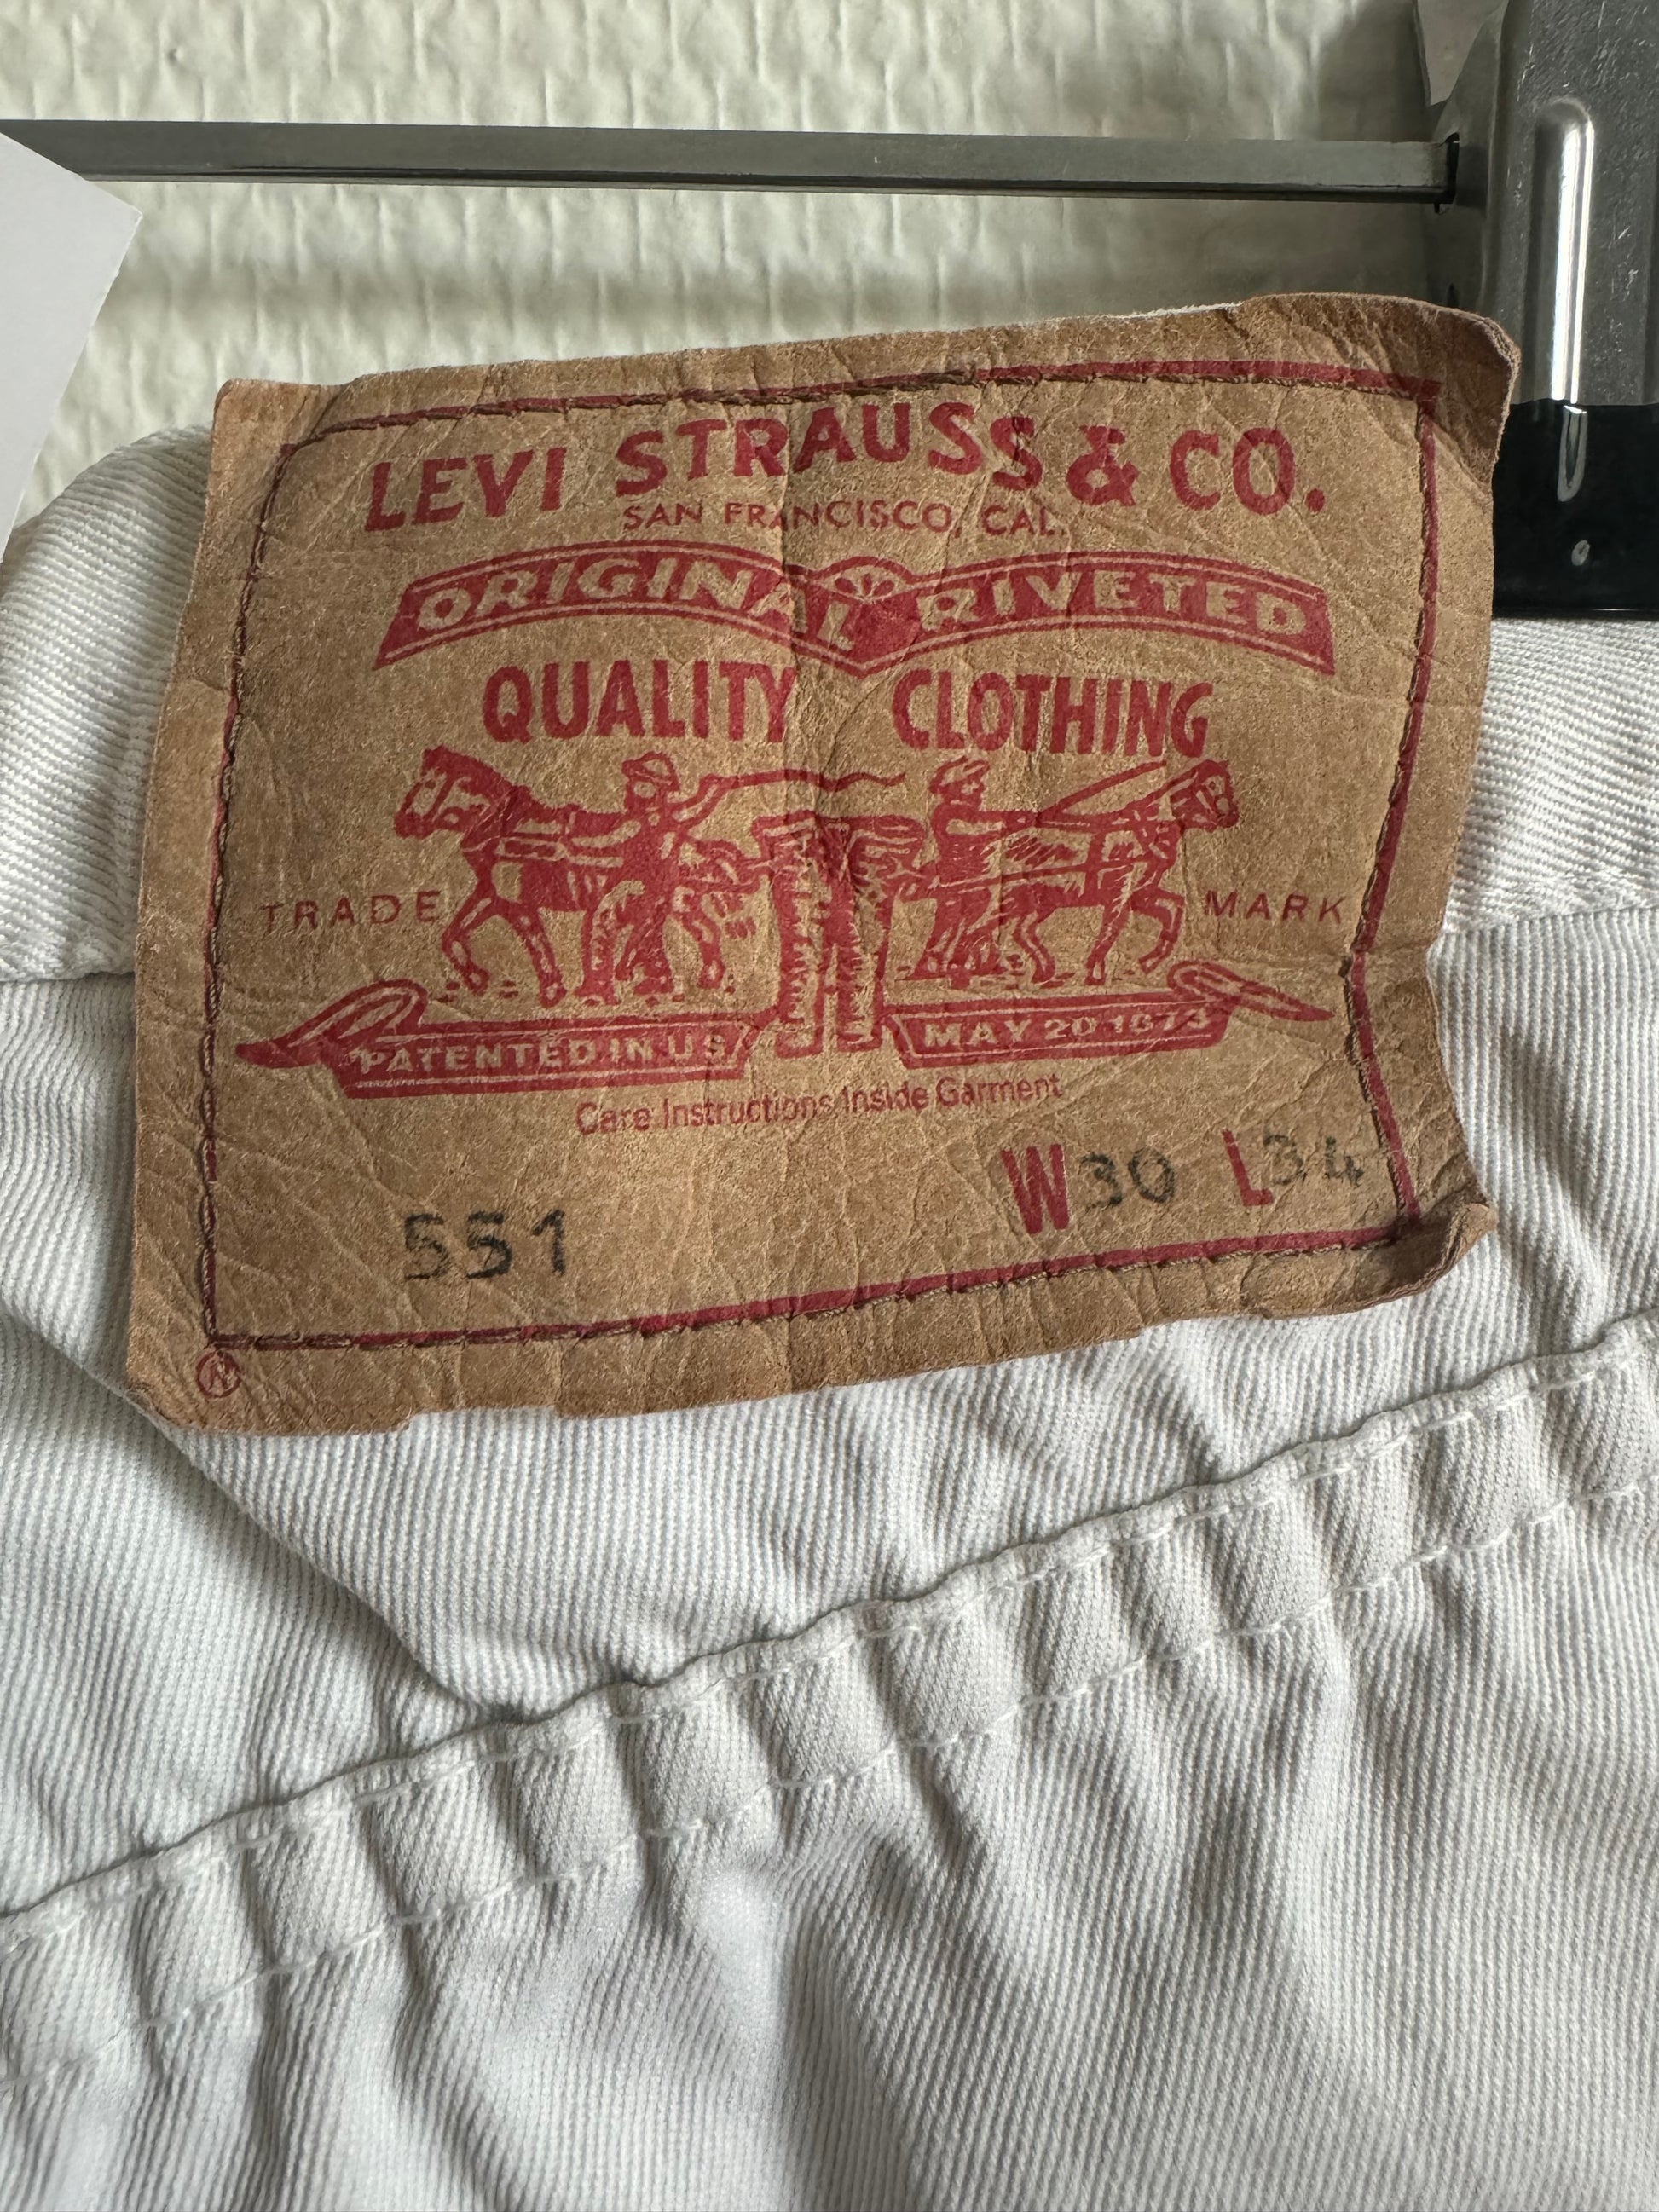 LEVI STRAUSS & CO.
SAN FRANCISCO, CAL.
ORIGINAL RIVETED
QUALITY CLOTHING
TRADE MARK
PATENTED IN U S MAY 20 1873
Care Instructions Inside Garment
W30 L34
551
®